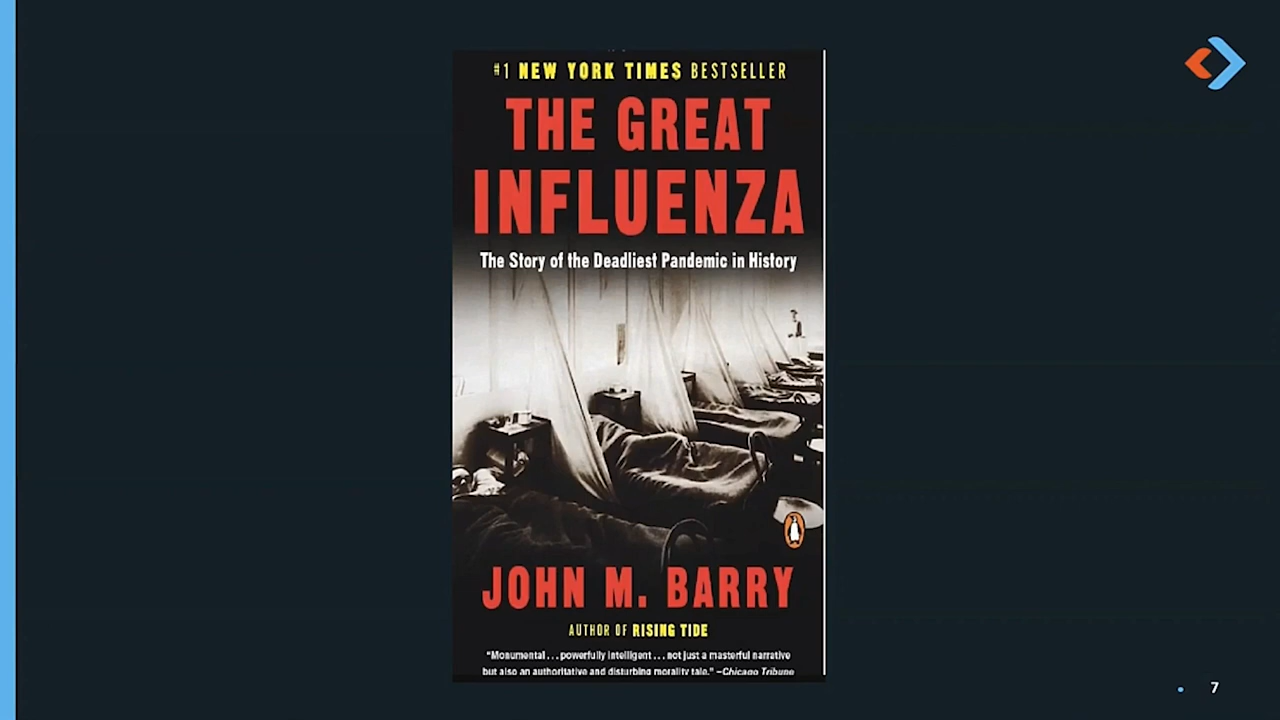 #1 NEW YORK TIMES BESTSELLER
THE GREAT
INFLUENZA
The Story of the Deadliest Pandemic in History
JOHN M. BARRY
AUTHOR OF RISING TIDE
"Monumental . . . powerfully intelligent . . . not just a masterful narrative
but also an authoritative and disturbing morality tale." —Chicago Tribune
7